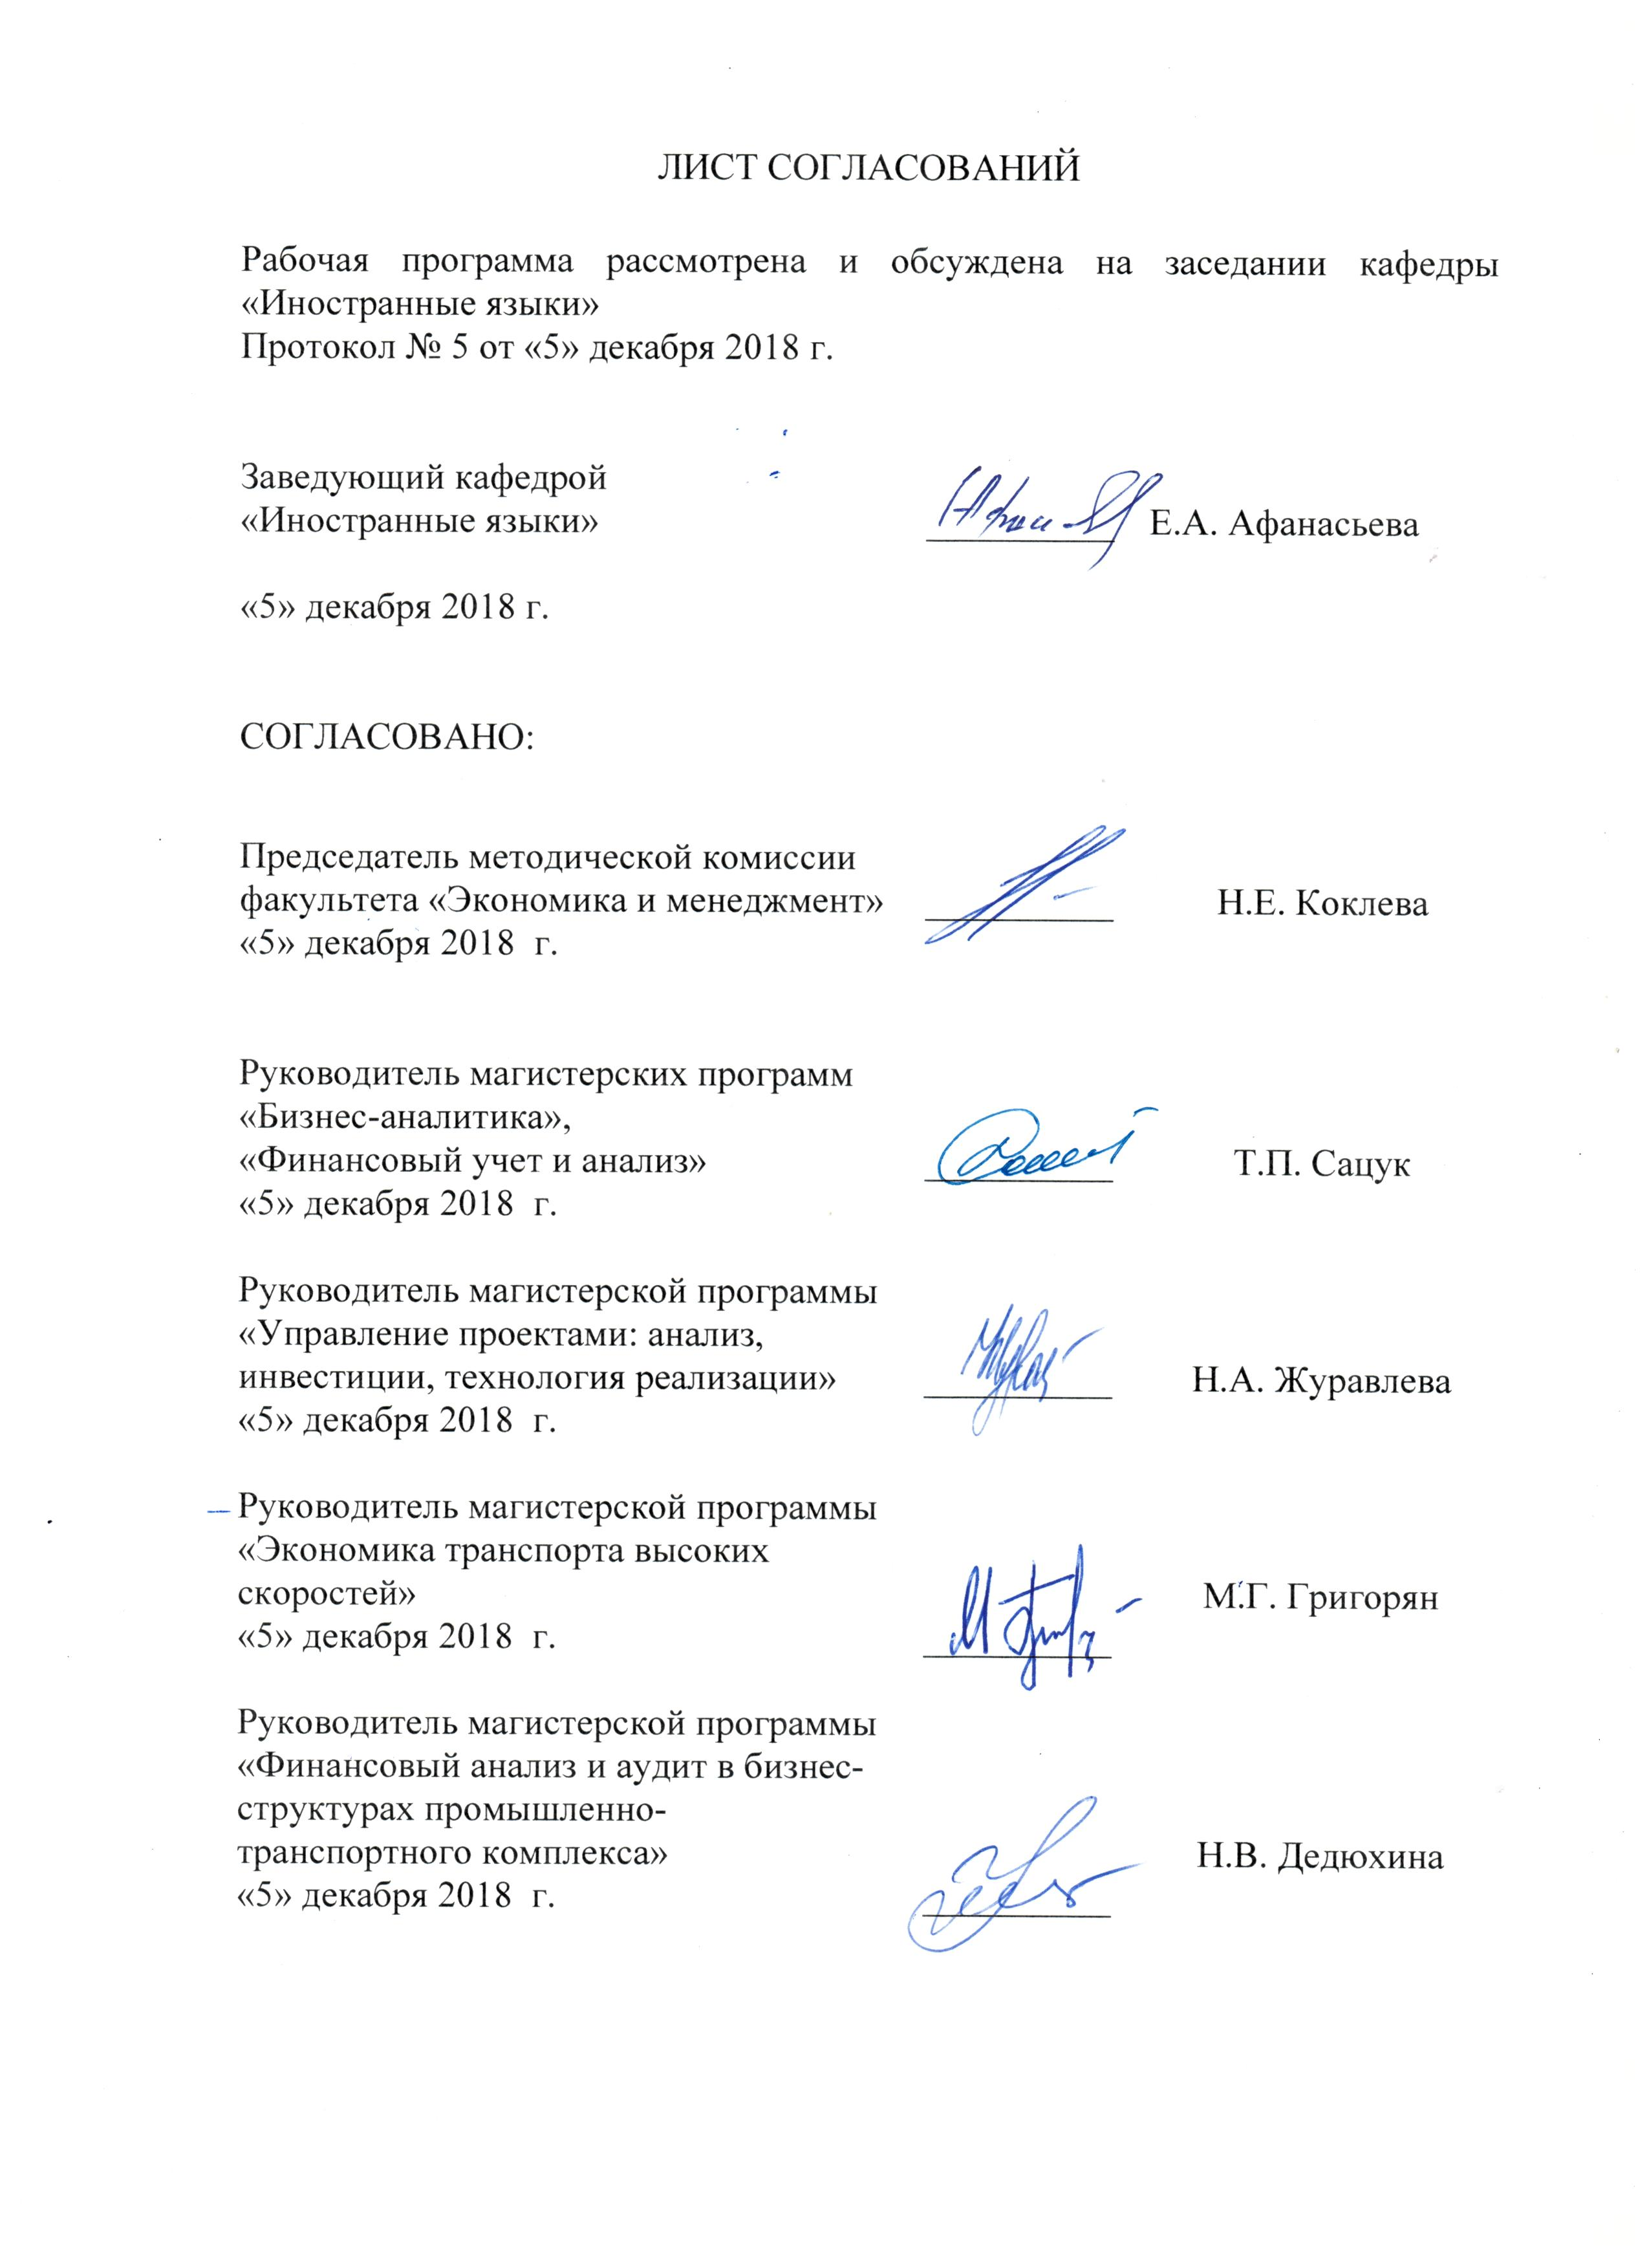 ЛИСТ СОГЛАСОВАНИЙ
Рабочая программа рассмотрена и обсуждена на заседании кафедры
«Иностранные языки»
Протокол № 5 от «5» декабря 2018 г.
Заведующий кафедрой
«Иностранные языки» Е.А. Афанасьева
«5» декабря 2018 г.
СОГЛАСОВАНО:
Председатель методической комиссии
факультета «Экономика и менеджмент» Н.Е. Коклева
«5» декабря 2018 г.
Руководитель магистерских программ
«Бизнес-аналитика»,
«Финансовый учет и анализ» Т.П. Сацук
«5» декабря 2018 г.
Руководитель магистерской программы
«Управление проектами: анализ,
инвестиции, технология реализации» Н.А. Журавлева
«5» декабря 2018 г.
Руководитель магистерской программы
«Экономика транспорта высоких
скоростей» М.Г. Григорян
«5» декабря 2018 г.
Руководитель магистерской программы
«Финансовый анализ и аудит в бизнес-
структурах промышленно-
транспортного комплекса» Н.В. Дедюхина
«5» декабря 2018 г.